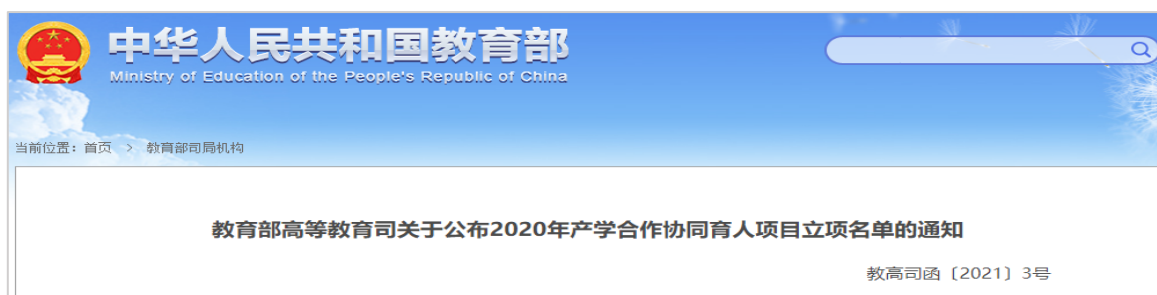 中华人民共和国教育部
Ministry of Education of the People's Republic of China
当前位置：首页 > 教育部司局机构
教育部高等教育司关于公布2020年产学合作协同育人项目立项名单的通知
教高司函〔2021〕3号